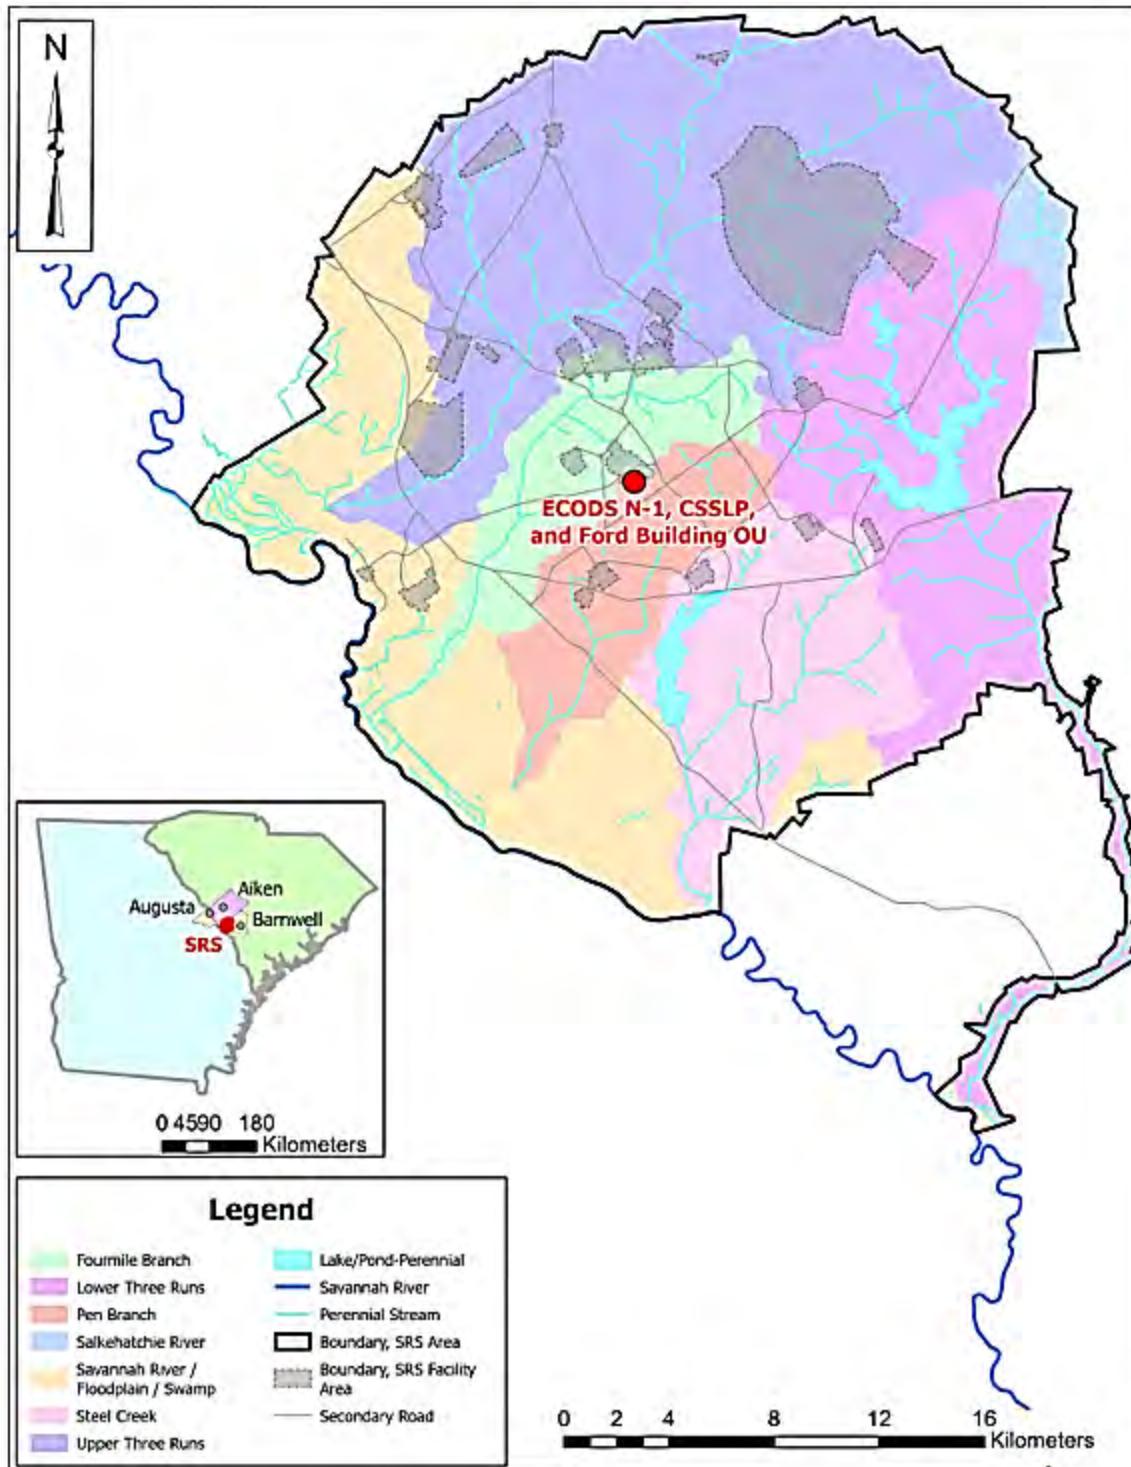 N
ECODS N-1, CSSLP,
and Ford Building OU
Aiken
Augusta
Barnwell
SRS
0 4590 180
Kilometers
Legend
Fourmile Branch
Lower Three Runs
Pen Branch
Salkehatchie River
Savannah River /
Floodplain / Swamp
Steel Creek
Upper Three Runs
Lake/Pond-Perennial
Savannah River
Perennial Stream
Boundary, SRS Area
Boundary, SRS Facility
Area
Secondary Road
0 2 4 8 12 16
Kilometers